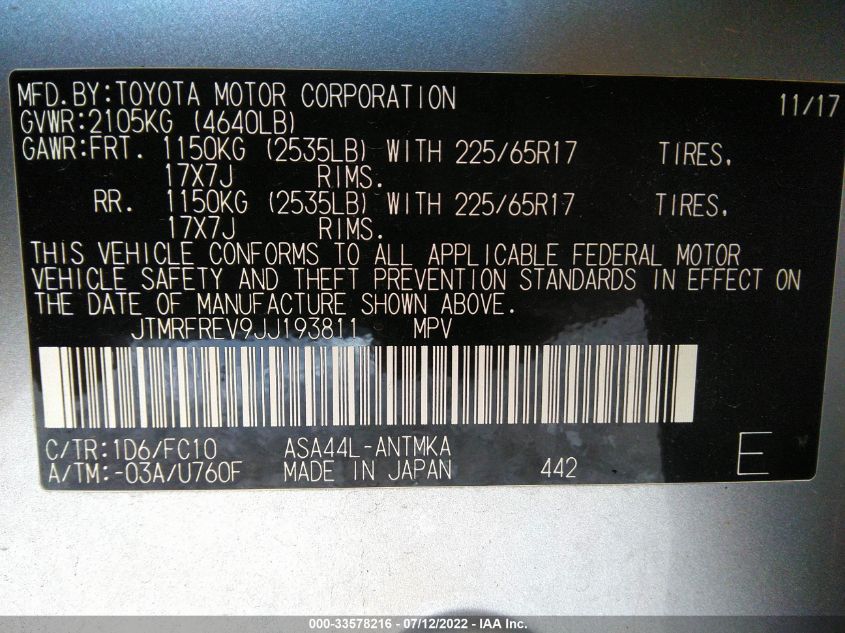 MFD.BY:TOYOTA MOTOR CORPORATION 11/17
GVWR:2105KG (4640LB)
GAWR:FRT. 1150KG (2535LB) WITH 225/65R17 TIRES,
17X7J RIMS.
RR. 1150KG (2535LB) WITH 225/65R17 TIRES,
17X7J RIMS.
THIS VEHICLE CONFORMS TO ALL APPLICABLE FEDERAL MOTOR
VEHICLE SAFETY AND THEFT PREVENTION STANDARDS IN EFFECT ON
THE DATE OF MANUFACTURE SHOWN ABOVE.
JTMRFREV9JJ193811 MPV
C/TR:1D6/FC10 ASA44L-ANTMKA
A/TM:-03A/U760F MADE IN JAPAN 442 E
000-33578216 - 07/12/2022 - IAA Inc.